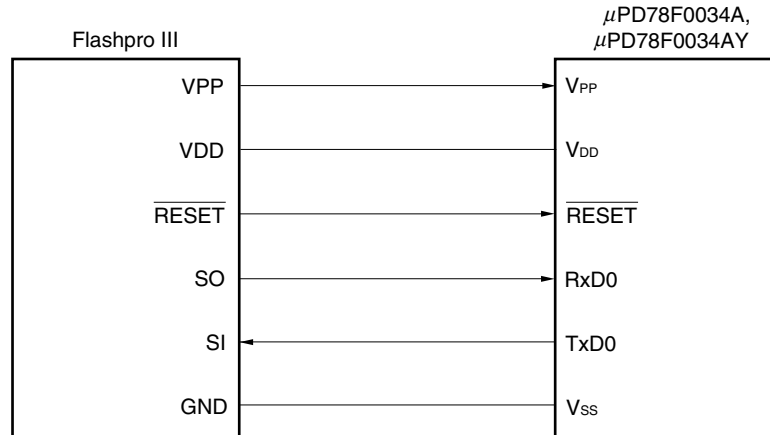 Flashpro III
μPD78F0034A,
μPD78F0034AY
VPP VPP
VDD VDD
RESET RESET
SO RxD0
SI TxD0
GND VSS